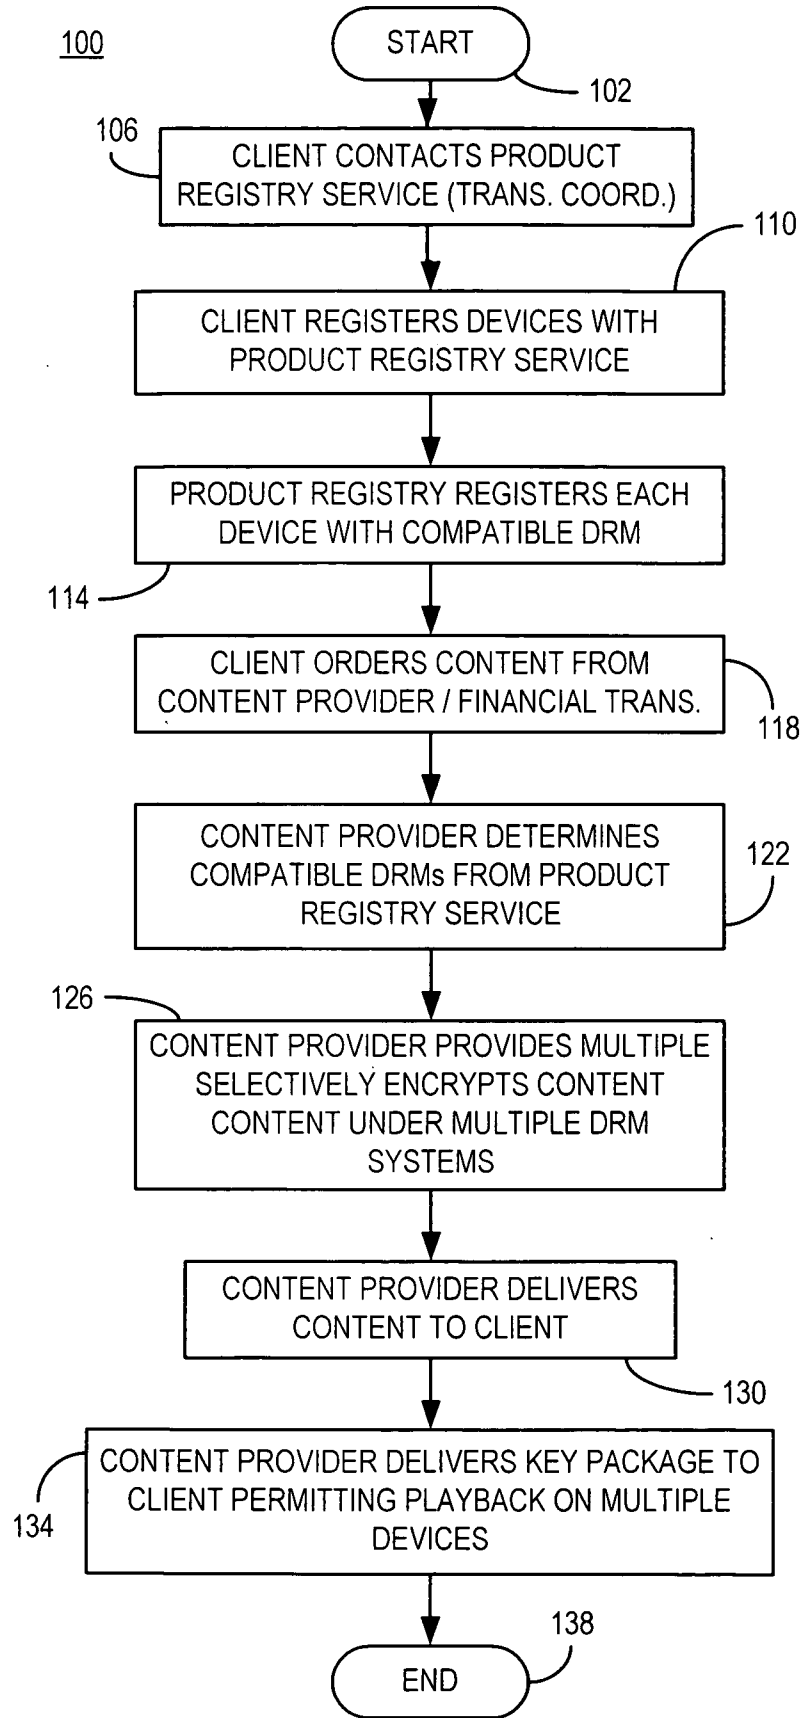 100
START
102
106
CLIENT CONTACTS PRODUCT
REGISTRY SERVICE (TRANS. COORD.)
110
CLIENT REGISTERS DEVICES WITH
PRODUCT REGISTRY SERVICE
PRODUCT REGISTRY REGISTERS EACH
DEVICE WITH COMPATIBLE DRM
114
CLIENT ORDERS CONTENT FROM
CONTENT PROVIDER / FINANCIAL TRANS.
118
CONTENT PROVIDER DETERMINES
COMPATIBLE DRMs FROM PRODUCT
REGISTRY SERVICE
122
126
CONTENT PROVIDER PROVIDES MULTIPLE
SELECTIVELY ENCRYPTS CONTENT
CONTENT UNDER MULTIPLE DRM
SYSTEMS
CONTENT PROVIDER DELIVERS
CONTENT TO CLIENT
130
CONTENT PROVIDER DELIVERS KEY PACKAGE TO
CLIENT PERMITTING PLAYBACK ON MULTIPLE
DEVICES
134
138
END